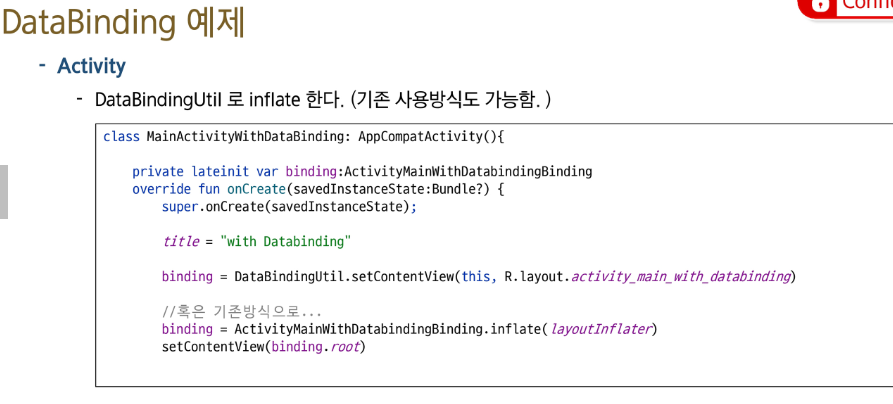 DataBinding 예제
- Activity
- DataBindingUtil 로 inflate 한다. (기존 사용방식도 가능함. )
class MainActivityWithDataBinding: AppCompatActivity(){
private lateinit var binding:ActivityMainWithDatabindingBinding
override fun onCreate(savedInstanceState:Bundle?) {
super.onCreate(savedInstanceState);
title = "with Databinding"
binding = DataBindingUtil.setContentView(this, R.layout.activity_main_with_databinding)
//혹은 기존방식으로...
binding = ActivityMainWithDatabindingBinding.inflate(layoutInflater)
setContentView(binding.root)